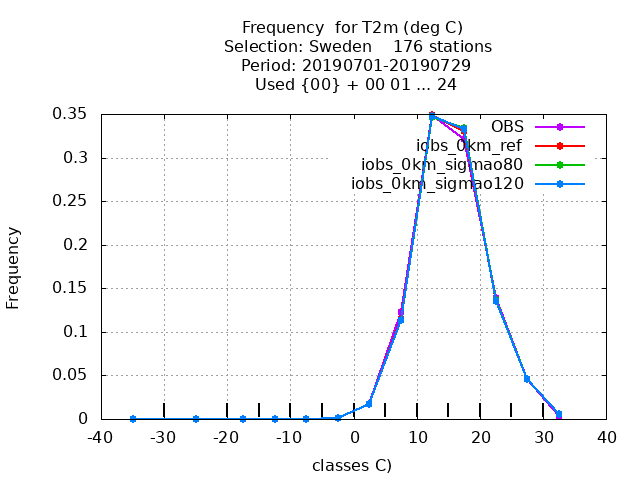 Frequency  for T2m (deg C)
Selection: Sweden    176 stations
Period: 20190701-20190729
Used {00} + 00 01 ... 24
OBS
iobs_0km_ref
iobs_0km_sigmao80
iobs_0km_sigmao120
0.35
0.3
0.25
0.2
0.15
0.1
0.05
0
Frequency
-40 -30 -20 -10 0 10 20 30 40
classes C)